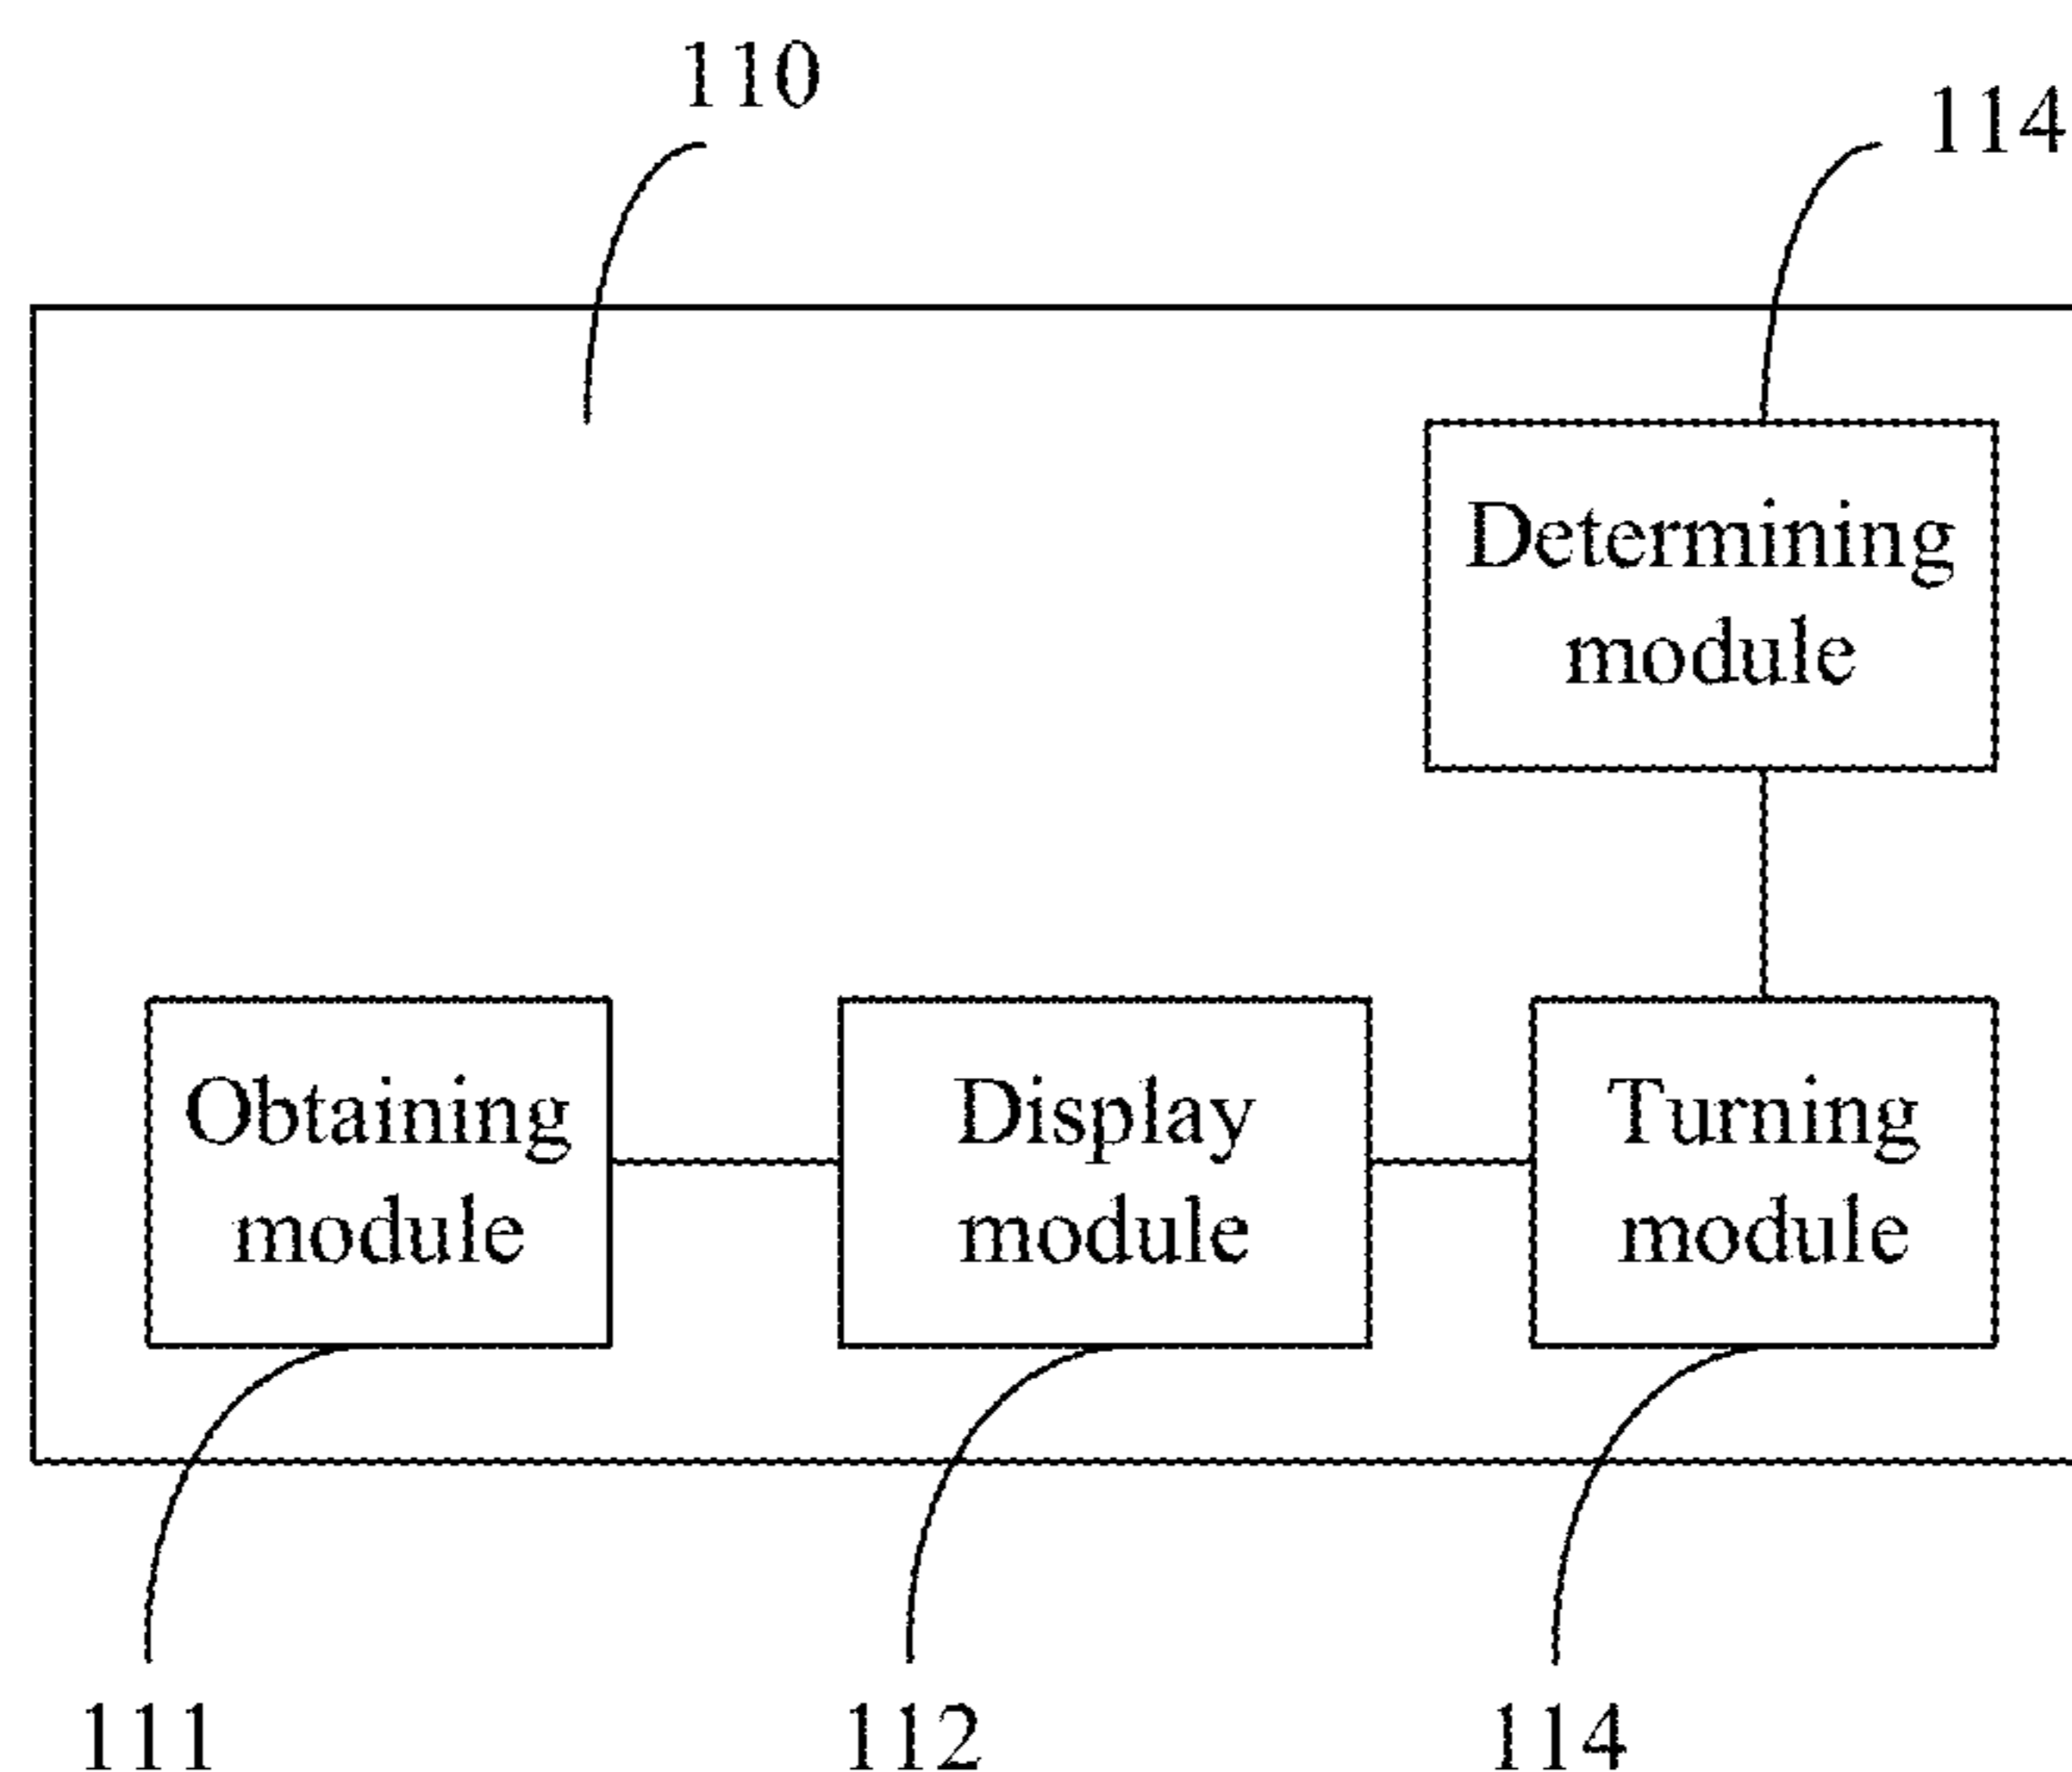 110
114
Determining
module
Obtaining
module
Display
module
Turning
module
111
112
114